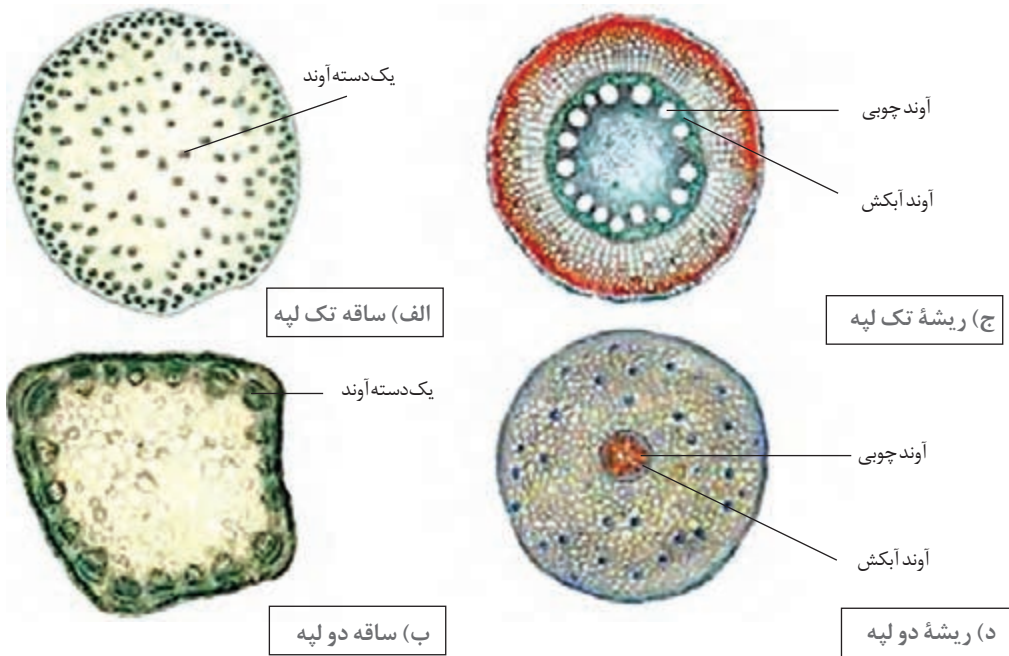 یک‌دسته آوند
آوند چوبی
آوند آبکش
الف) ساقه تک لپه
ج) ریشهٔ تک لپه
یک‌دسته آوند
آوند چوبی
آوند آبکش
ب) ساقه دو لپه
د) ریشهٔ دو لپه